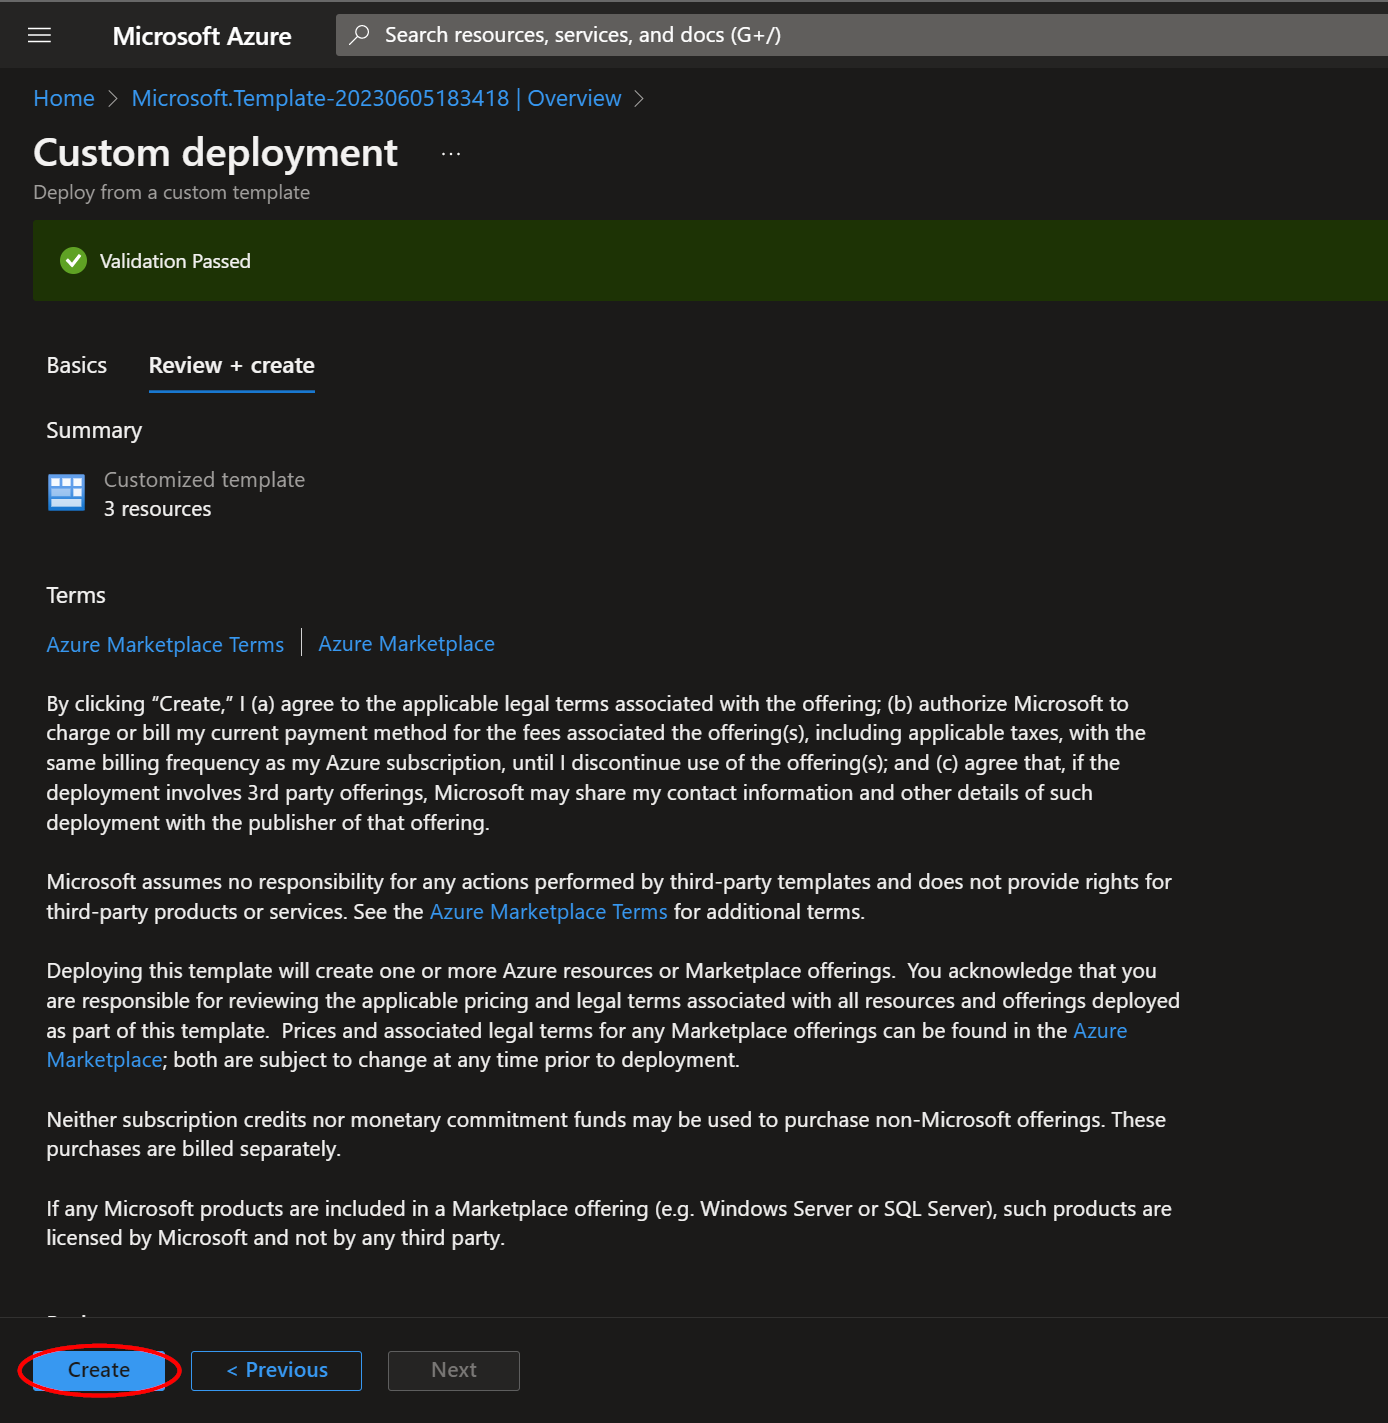 Microsoft Azure
Search resources, services, and docs (G+/)
Home > Microsoft.Template-20230605183418 | Overview >
Custom deployment ...
Deploy from a custom template
Validation Passed
Basics Review + create
Summary
Customized template
3 resources
Terms
Azure Marketplace Terms | Azure Marketplace
By clicking “Create,” I (a) agree to the applicable legal terms associated with the offering; (b) authorize Microsoft to
charge or bill my current payment method for the fees associated the offering(s), including applicable taxes, with the
same billing frequency as my Azure subscription, until I discontinue use of the offering(s); and (c) agree that, if the
deployment involves 3rd party offerings, Microsoft may share my contact information and other details of such
deployment with the publisher of that offering.
Microsoft assumes no responsibility for any actions performed by third-party templates and does not provide rights for
third-party products or services. See the Azure Marketplace Terms for additional terms.
Deploying this template will create one or more Azure resources or Marketplace offerings. You acknowledge that you
are responsible for reviewing the applicable pricing and legal terms associated with all resources and offerings deployed
as part of this template. Prices and associated legal terms for any Marketplace offerings can be found in the Azure
Marketplace; both are subject to change at any time prior to deployment.
Neither subscription credits nor monetary commitment funds may be used to purchase non-Microsoft offerings. These
purchases are billed separately.
If any Microsoft products are included in a Marketplace offering (e.g. Windows Server or SQL Server), such products are
licensed by Microsoft and not by any third party.
Create < Previous Next